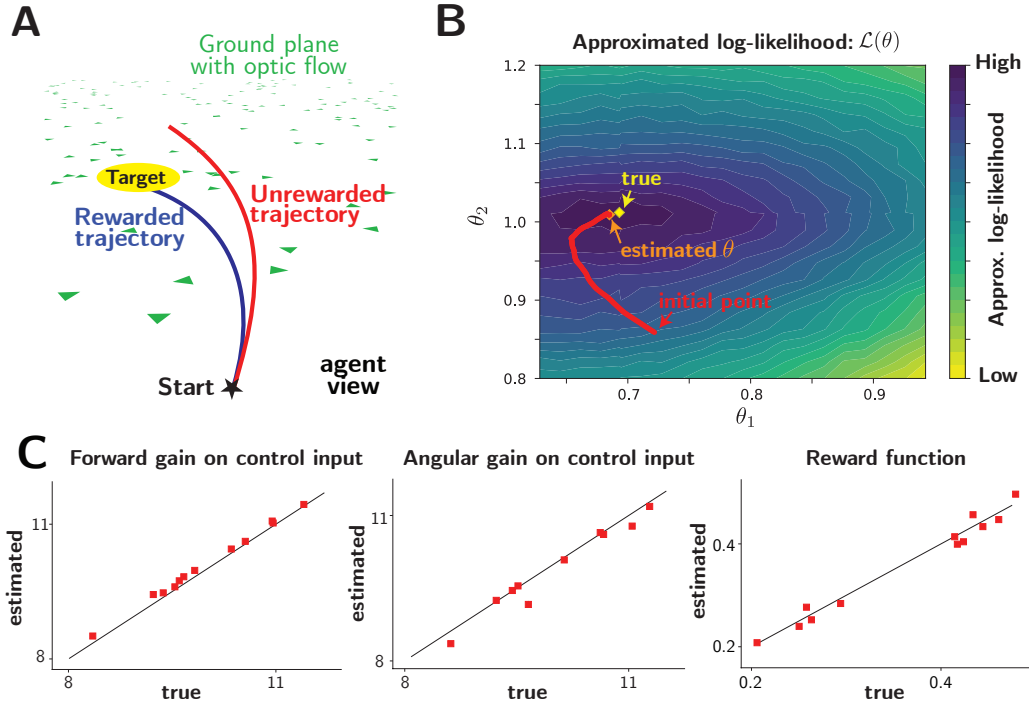 A
Ground plane
with optic flow
Target
Rewarded
trajectory
Unrewarded
trajectory
Start
agent
view
B
Approximated log-likelihood: ℒ(θ)
1.2
1.1
1.0
0.9
0.8
θ₂
0.7
0.8
0.9
θ₁
true
estimated θ
initial point
High
Low
Approx. log-likelihood
C
Forward gain on control input
estimated
11
8
8
11
true
Angular gain on control input
estimated
11
8
8
11
true
Reward function
estimated
0.4
0.2
0.2
0.4
true